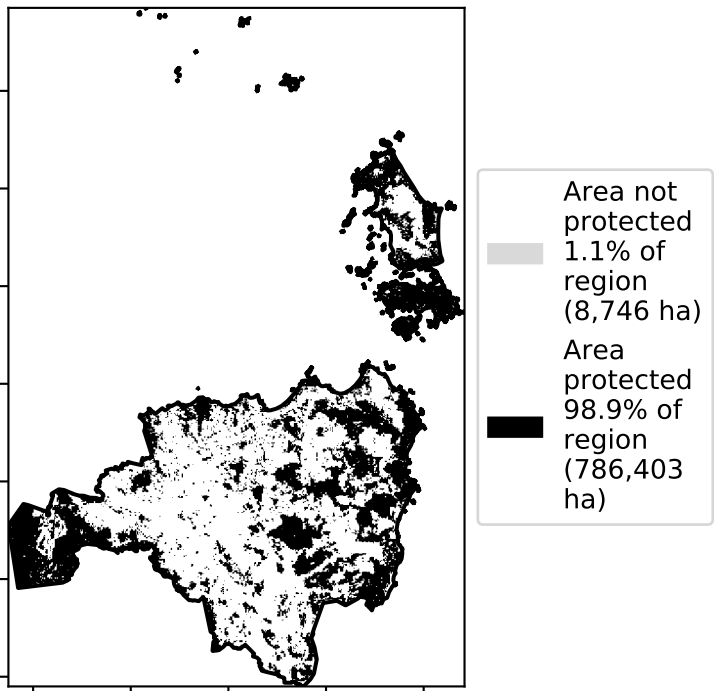 Area not
protected
1.1% of
region
(8,746 ha)
Area
protected
98.9% of
region
(786,403
ha)